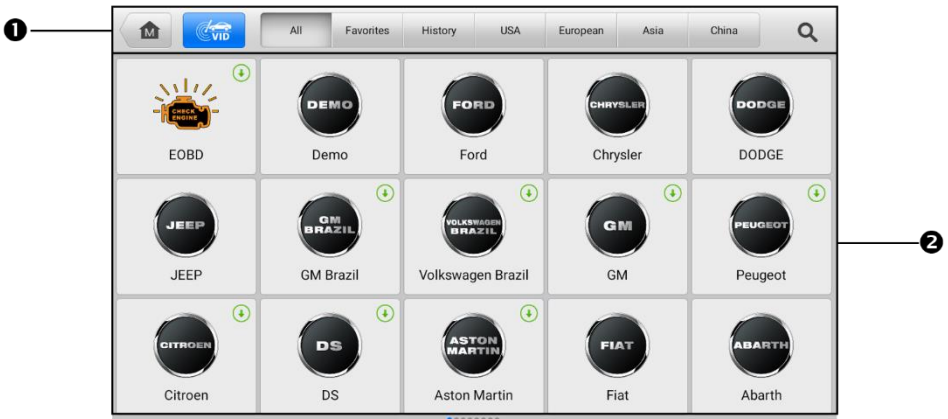 ❶
M
VID
All
Favorites
History
USA
European
Asia
China
CHECK
ENGINE
EOBD
DEMO
Demo
FORD
Ford
CHRYSLER
Chrysler
DODGE
DODGE
JEEP
JEEP
GM
BRAZIL
GM Brazil
VOLKSWAGEN
BRAZIL
Volkswagen Brazil
GM
GM
PEUGEOT
Peugeot
❷
CITROEN
Citroen
DS
DS
ASTON
MARTIN
Aston Martin
FIAT
Fiat
ABARTH
Abarth